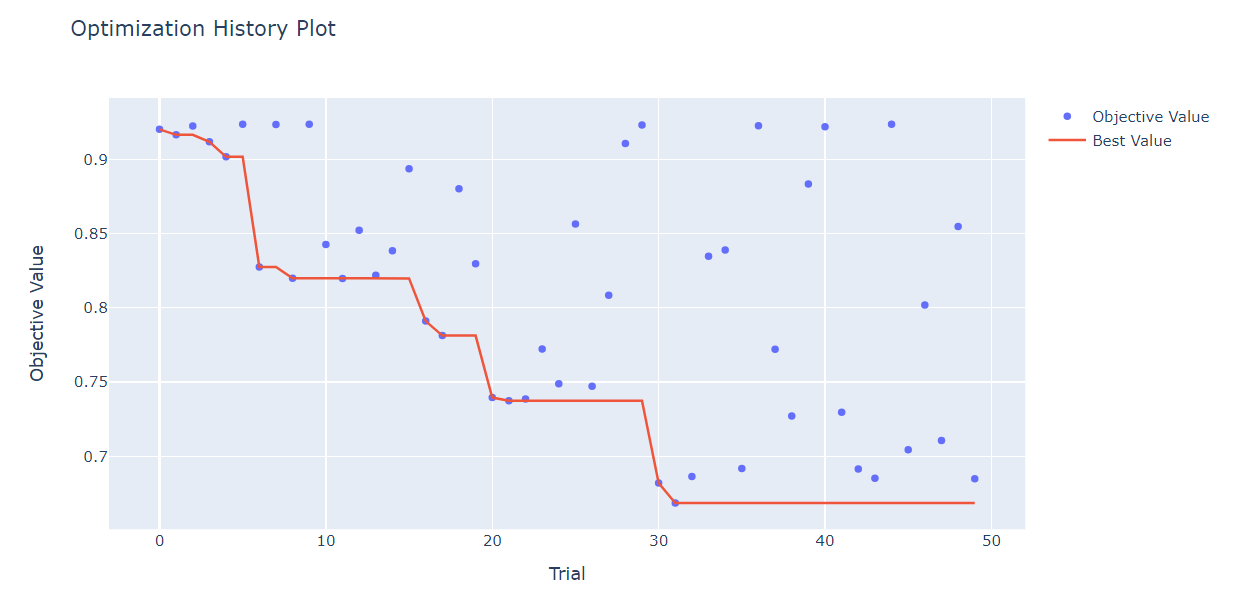 Optimization History Plot
Objective Value
Best Value
0.9
0.85
0.8
0.75
0.7
Objective Value
0
10
20
30
40
50
Trial